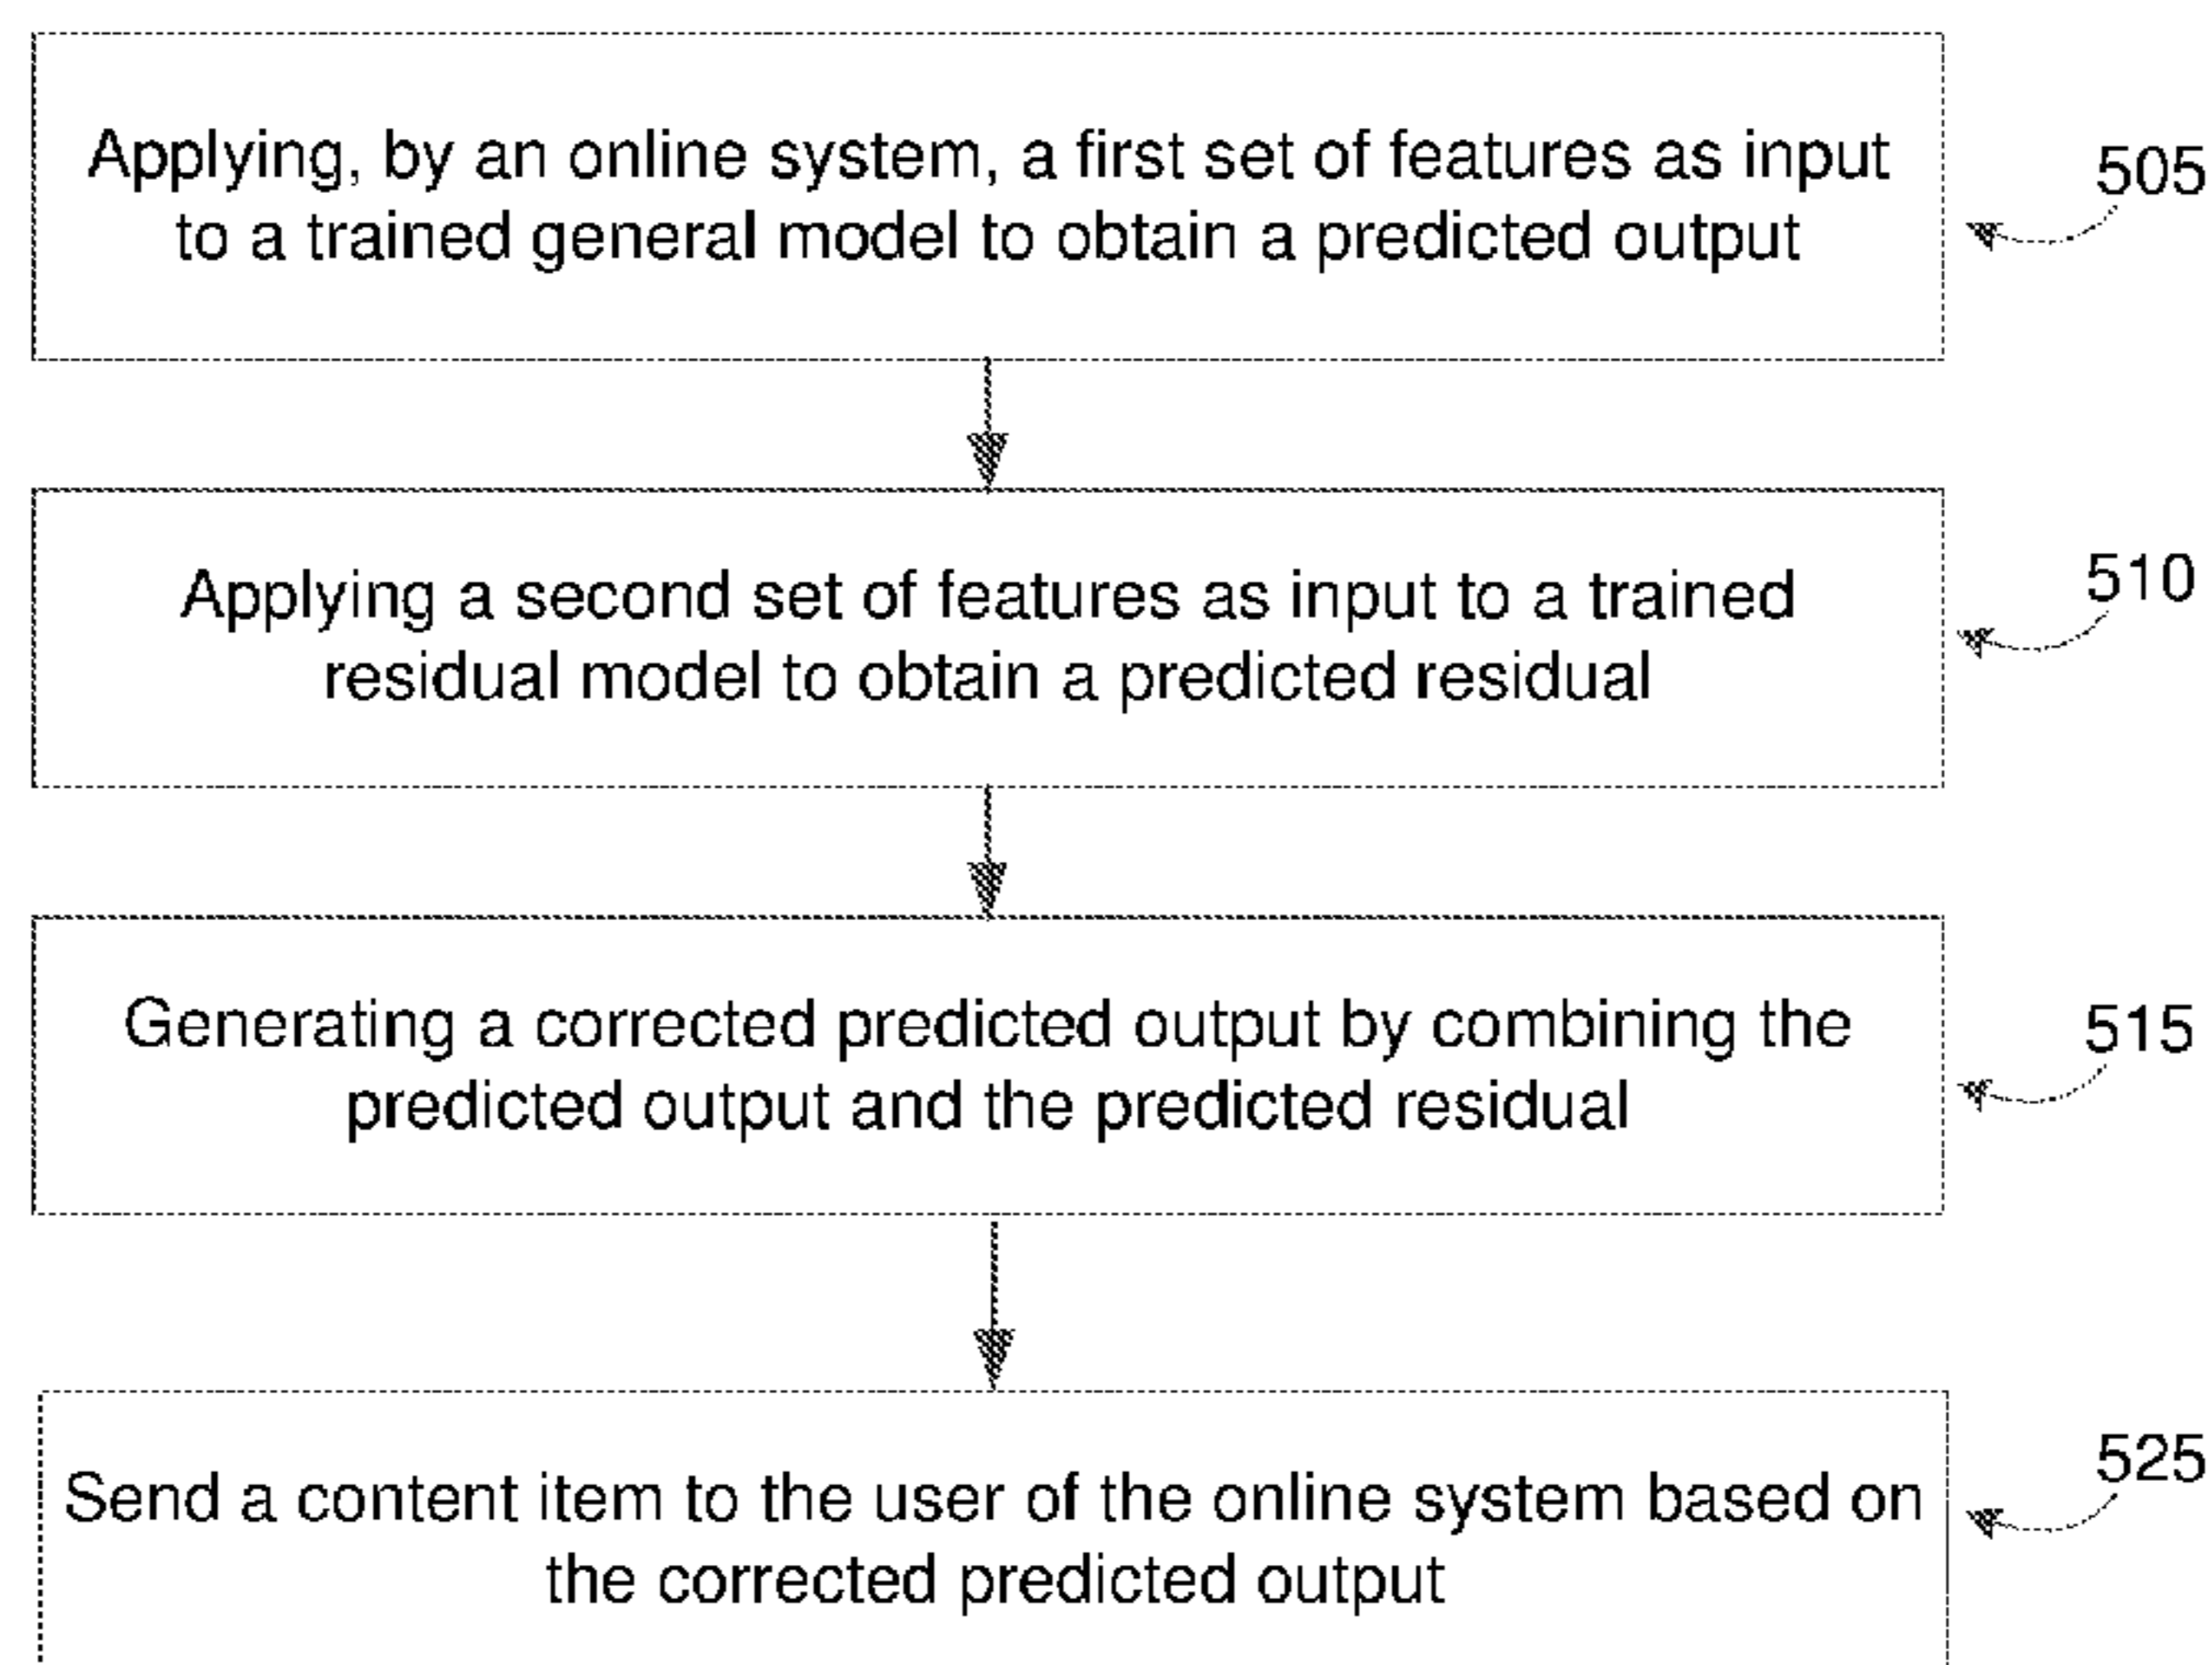 Applying, by an online system, a first set of features as input
to a trained general model to obtain a predicted output
505
Applying a second set of features as input to a trained
residual model to obtain a predicted residual
510
Generating a corrected predicted output by combining the
predicted output and the predicted residual
515
Send a content item to the user of the online system based on
the corrected predicted output
525